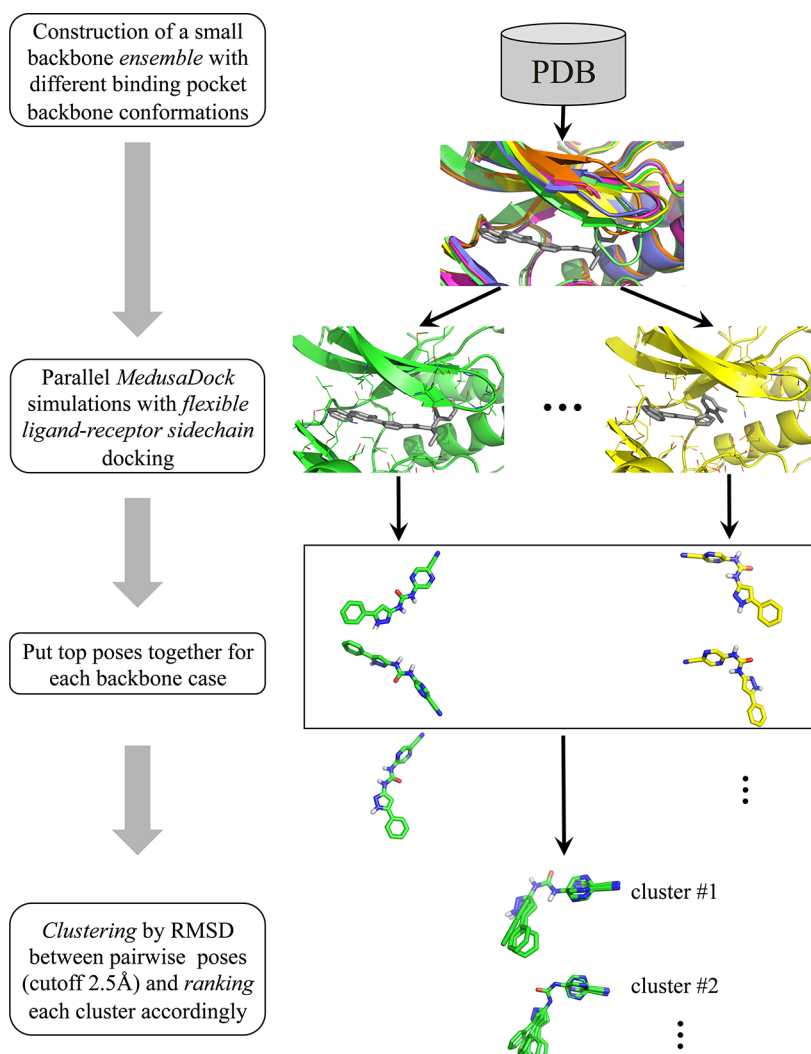 Construction of a small
backbone ensemble with
different binding pocket
backbone conformations
PDB
Parallel MedusaDock
simulations with flexible
ligand-receptor sidechain
docking
Put top poses together for
each backbone case
Clustering by RMSD
between pairwise poses
(cutoff 2.5Å) and ranking
each cluster accordingly
cluster #1
cluster #2